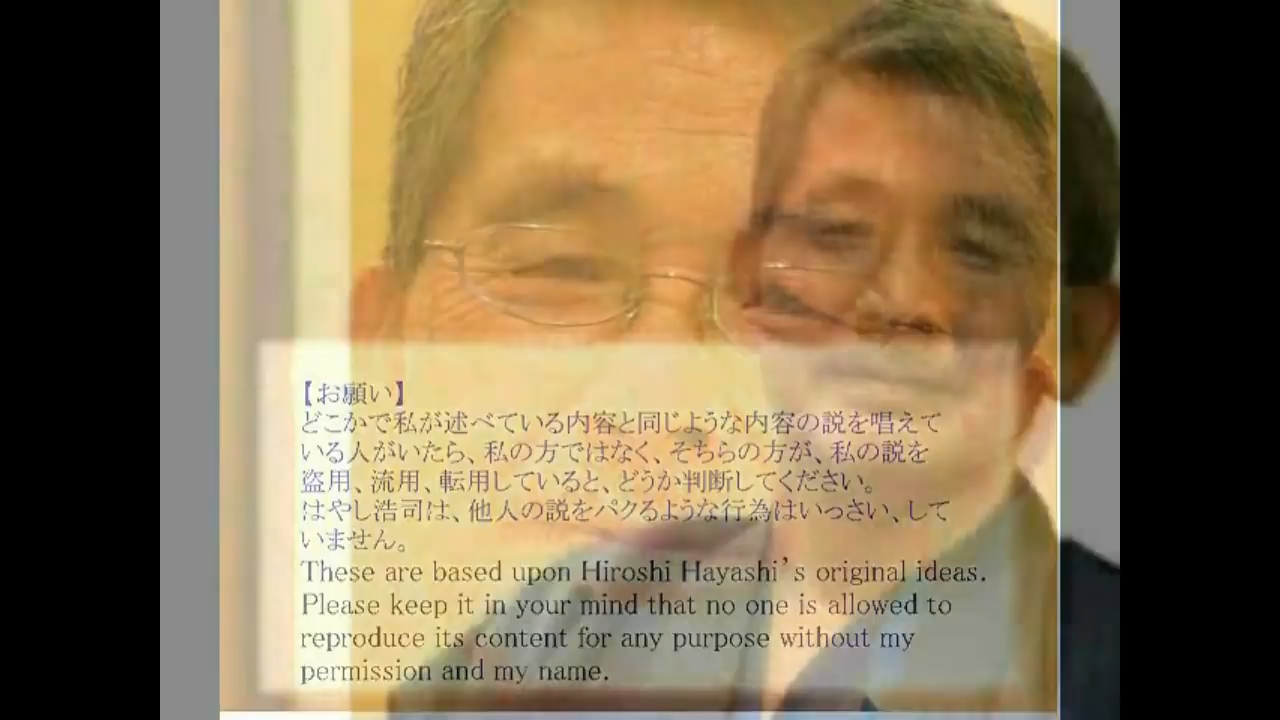 【お願い】
どこかで私が述べている内容と同じような内容の説を唱えて
いる人がいたら、私の方ではなく、そちらの方が、私の説を
盗用、流用、転用していると、どうか判断してください。
はやし浩司は、他人の説をパクるような行為はいっさい、して
いません。
These are based upon Hiroshi Hayashi’s original ideas.
Please keep it in your mind that no one is allowed to
reproduce its content for any purpose without my
permission and my name.